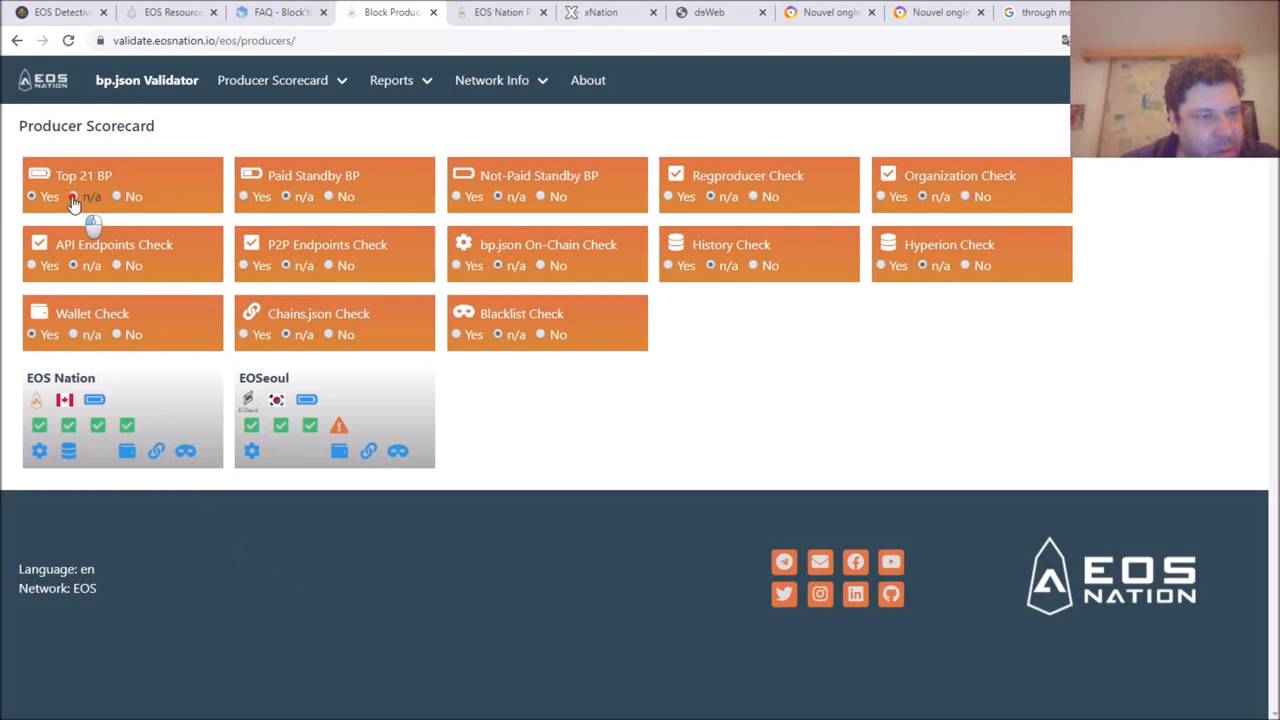 EOS Detective
EOS Resource
FAQ - Block'ti
Block Produc
EOS Nation P
xNation
dsWeb
Nouvel ongle
Nouvel ongle
through me
validate.eosnation.io/eos/producers/
EOS
NATION
bp.json Validator
Producer Scorecard
Reports
Network Info
About
Producer Scorecard
Top 21 BP
Yes n/a No
Paid Standby BP
Yes n/a No
Not-Paid Standby BP
Yes n/a No
Regproducer Check
Yes n/a No
Organization Check
Yes n/a No
API Endpoints Check
Yes n/a No
P2P Endpoints Check
Yes n/a No
bp.json On-Chain Check
Yes n/a No
History Check
Yes n/a No
Hyperion Check
Yes n/a No
Wallet Check
Yes n/a No
Chains.json Check
Yes n/a No
Blacklist Check
Yes n/a No
EOS Nation
EOSeoul
EOSeoul
Language: en
Network: EOS
EOS
NATION